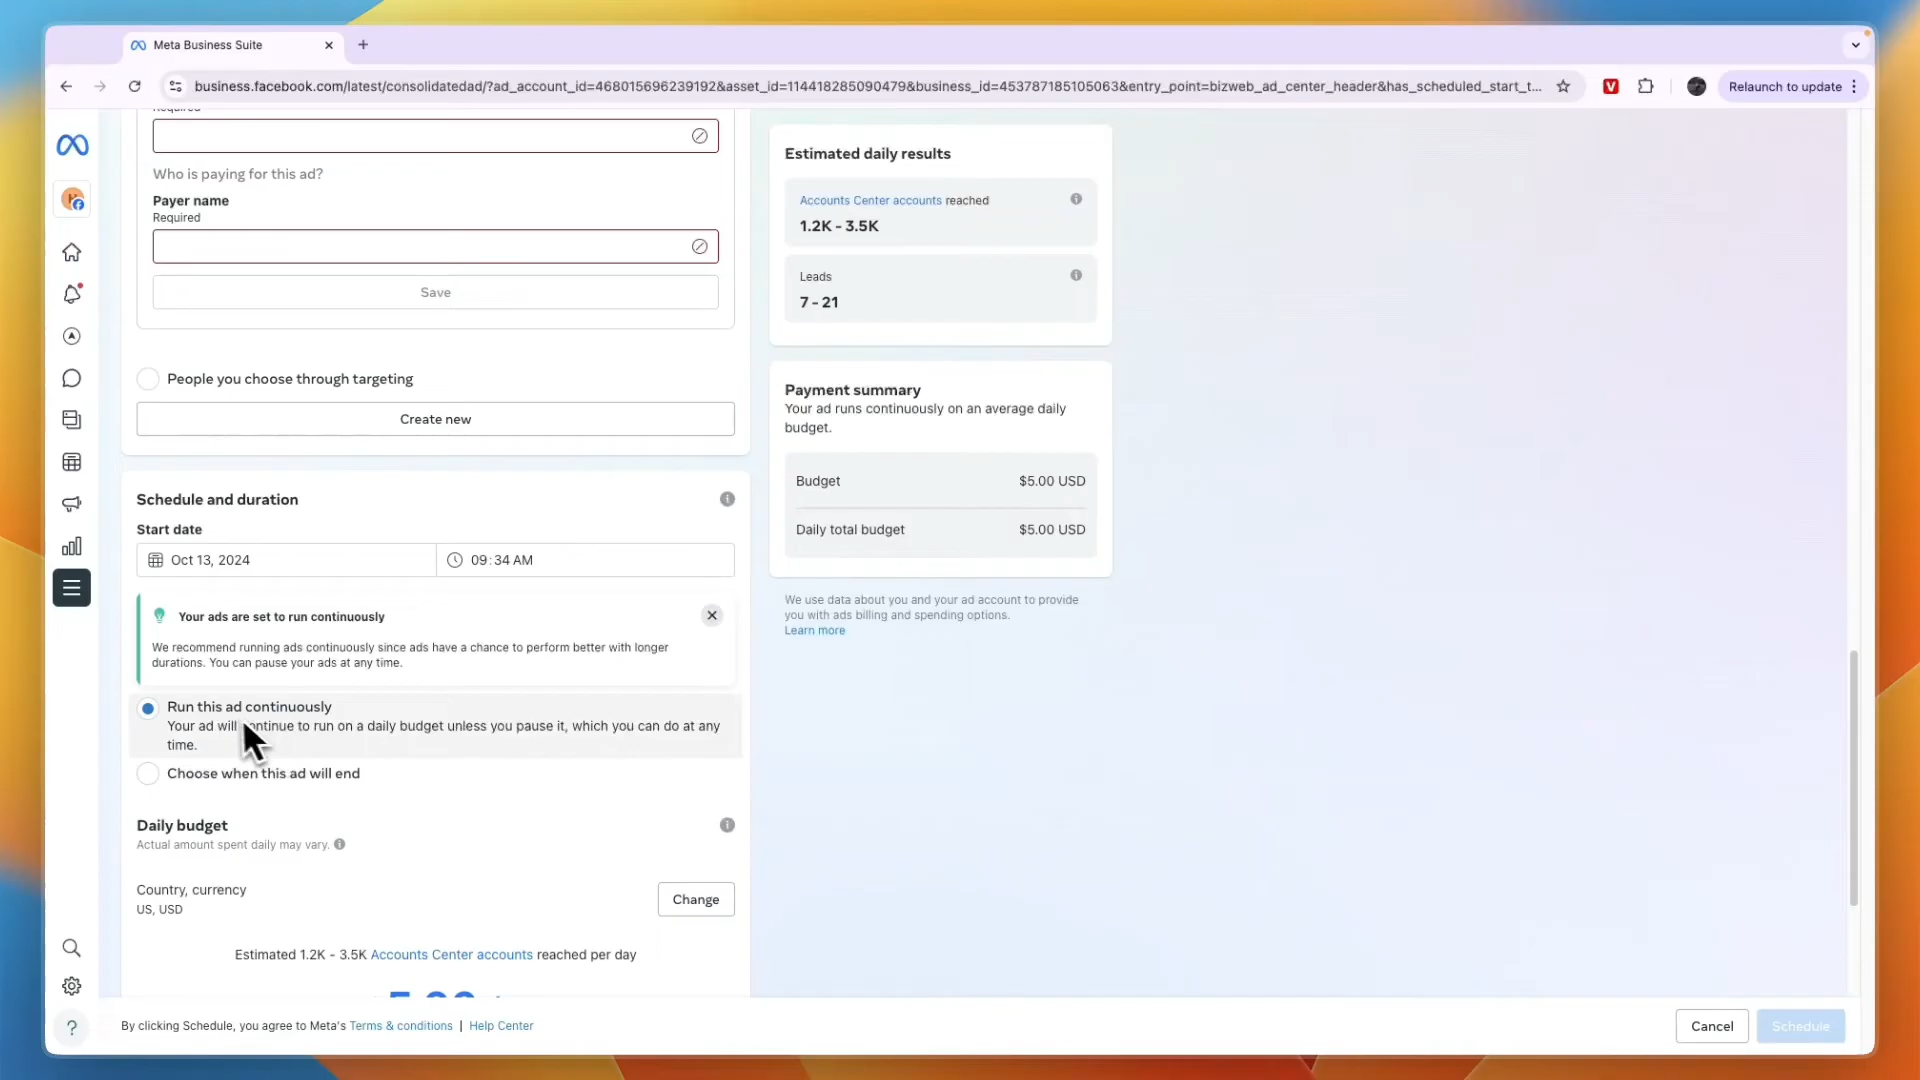 Meta Business Suite
business.facebook.com/latest/consolidatedad/?ad_account_id=468015696239192&asset_id=114418285090479&business_id=453787185105063&entry_point=bizweb_ad_center_header&has_scheduled_start_t...
Relaunch to update
Required
Who is paying for this ad?
Payer name
Required
Save
People you choose through targeting
Create new
Schedule and duration
Start date
Oct 13, 2024
09:34 AM
Your ads are set to run continuously
We recommend running ads continuously since ads have a chance to perform better with longer
durations. You can pause your ads at any time.
Run this ad continuously
Your ad will continue to run on a daily budget unless you pause it, which you can do at any
time.
Choose when this ad will end
Daily budget
Actual amount spent daily may vary.
Country, currency
US, USD
Change
Estimated 1.2K - 3.5K Accounts Center accounts reached per day
Estimated daily results
Accounts Center accounts reached
1.2K - 3.5K
Leads
7 - 21
Payment summary
Your ad runs continuously on an average daily
budget.
Budget $5.00 USD
Daily total budget $5.00 USD
We use data about you and your ad account to provide
you with ads billing and spending options.
Learn more
By clicking Schedule, you agree to Meta's Terms & conditions | Help Center
Cancel
Schedule